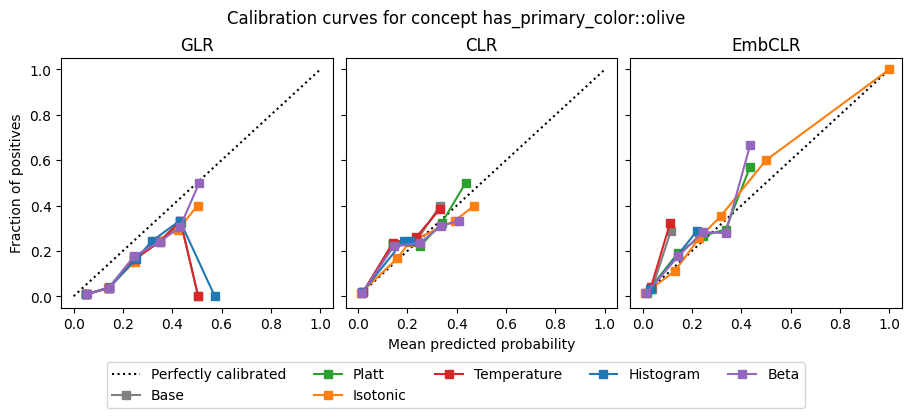 Calibration curves for concept has_primary_color::olive
GLR
CLR
EmbCLR
Fraction of positives
1.0
0.8
0.6
0.4
0.2
0.0
0.0 0.2 0.4 0.6 0.8 1.0
0.0 0.2 0.4 0.6 0.8 1.0
0.0 0.2 0.4 0.6 0.8 1.0
Mean predicted probability
Perfectly calibrated Platt Temperature Histogram Beta
Base Isotonic